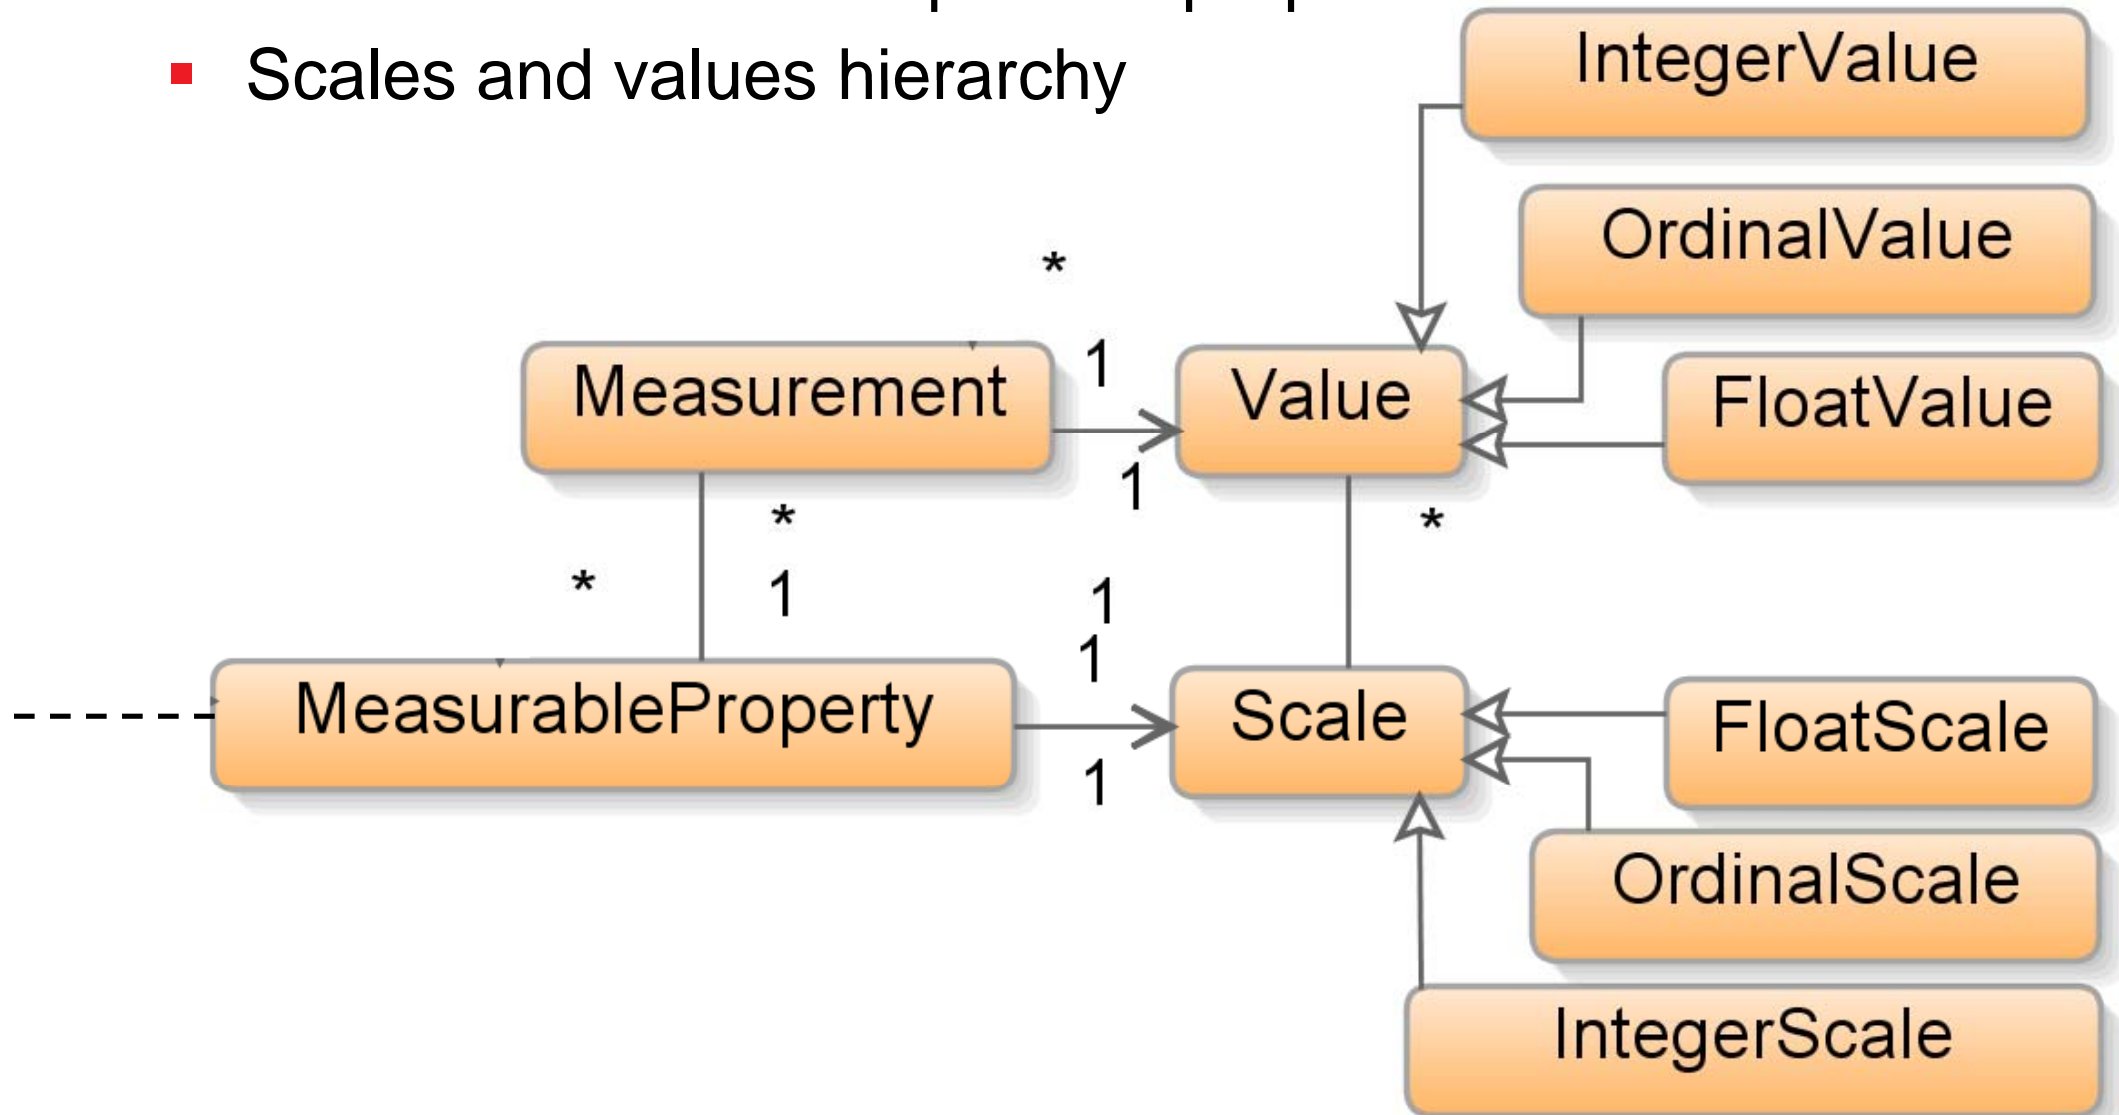 Scales and values hierarchy
IntegerValue
OrdinalValue
*
1
Measurement
Value
FloatValue
1
*
*
*
1
1
1
MeasurableProperty
Scale
FloatScale
1
OrdinalScale
IntegerScale